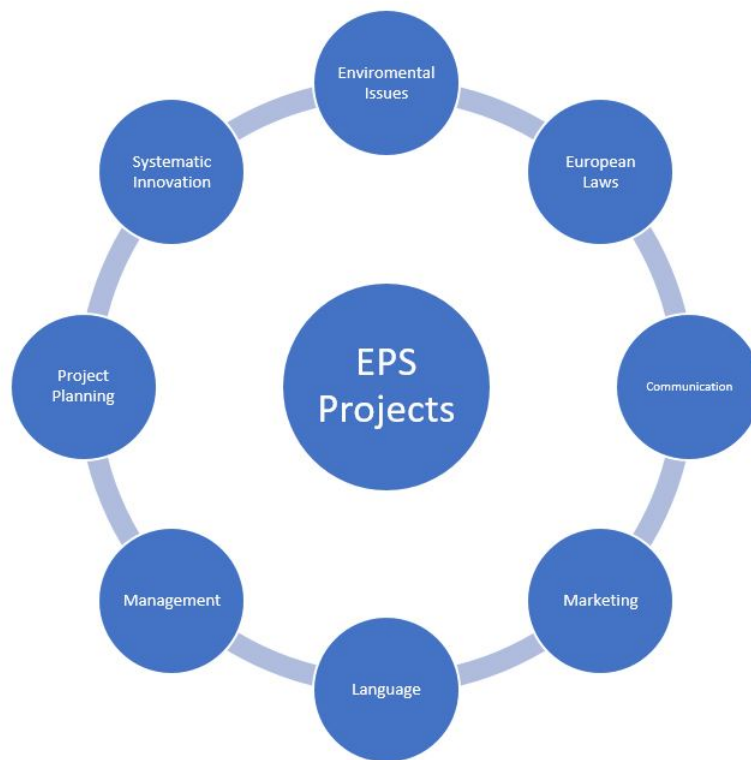 Enviromental
Issues
European
Laws
Communication
Marketing
Language
Management
Project
Planning
Systematic
Innovation
EPS
Projects